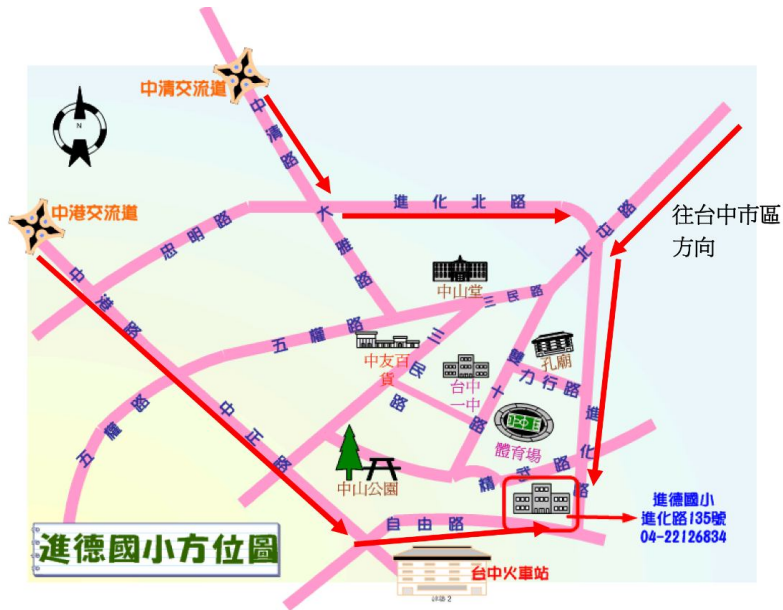 中清交流道
N
中清路
中港交流道
大雅路
進化北路
北屯路
往台中市區
方向
忠明路
中港路
中山堂
三民路
五權路
中友百
貨
三民路
台中
一中
孔廟
雙十路
力行路
進化路
五權路
中正路
體育場
精武路
中山公園
自由路
進德國小
進化路135號
04-22126834
進德國小方位圖
台中火車站